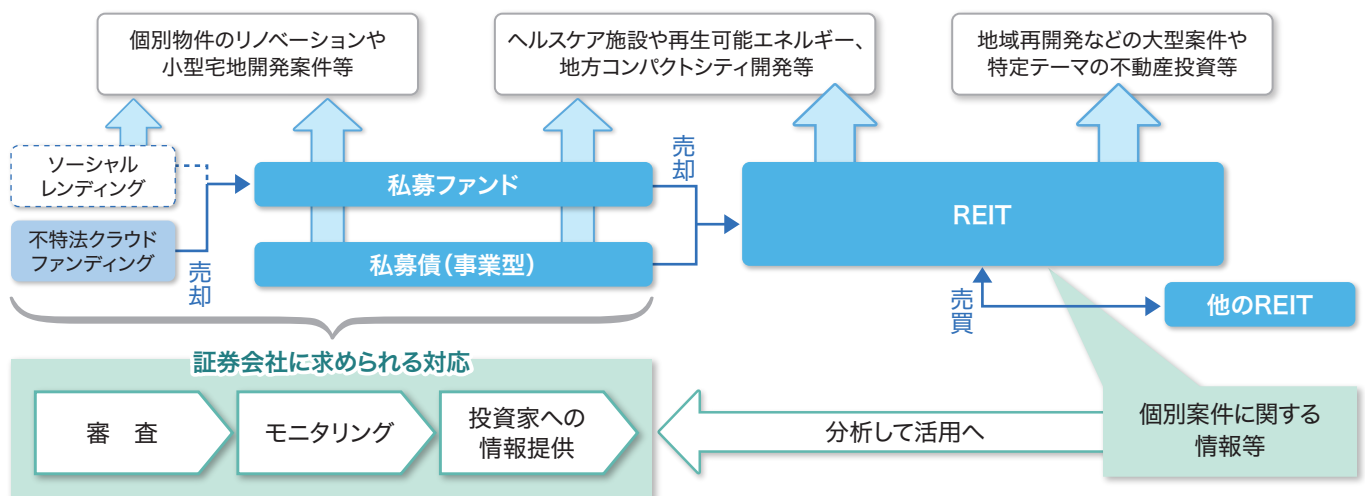 個別物件のリノベーションや
小型宅地開発案件等
ヘルスケア施設や再生可能エネルギー、
地方コンパクトシティ開発等
地域再開発などの大型案件や
特定テーマの不動産投資等
ソーシャル
レンディング
不特法クラウド
ファンディング
売却
私募ファンド
私募債(事業型)
売却
REIT
売買
他のREIT
証券会社に求められる対応
審 査
モニタリング
投資家への
情報提供
分析して活用へ
個別案件に関する
情報等